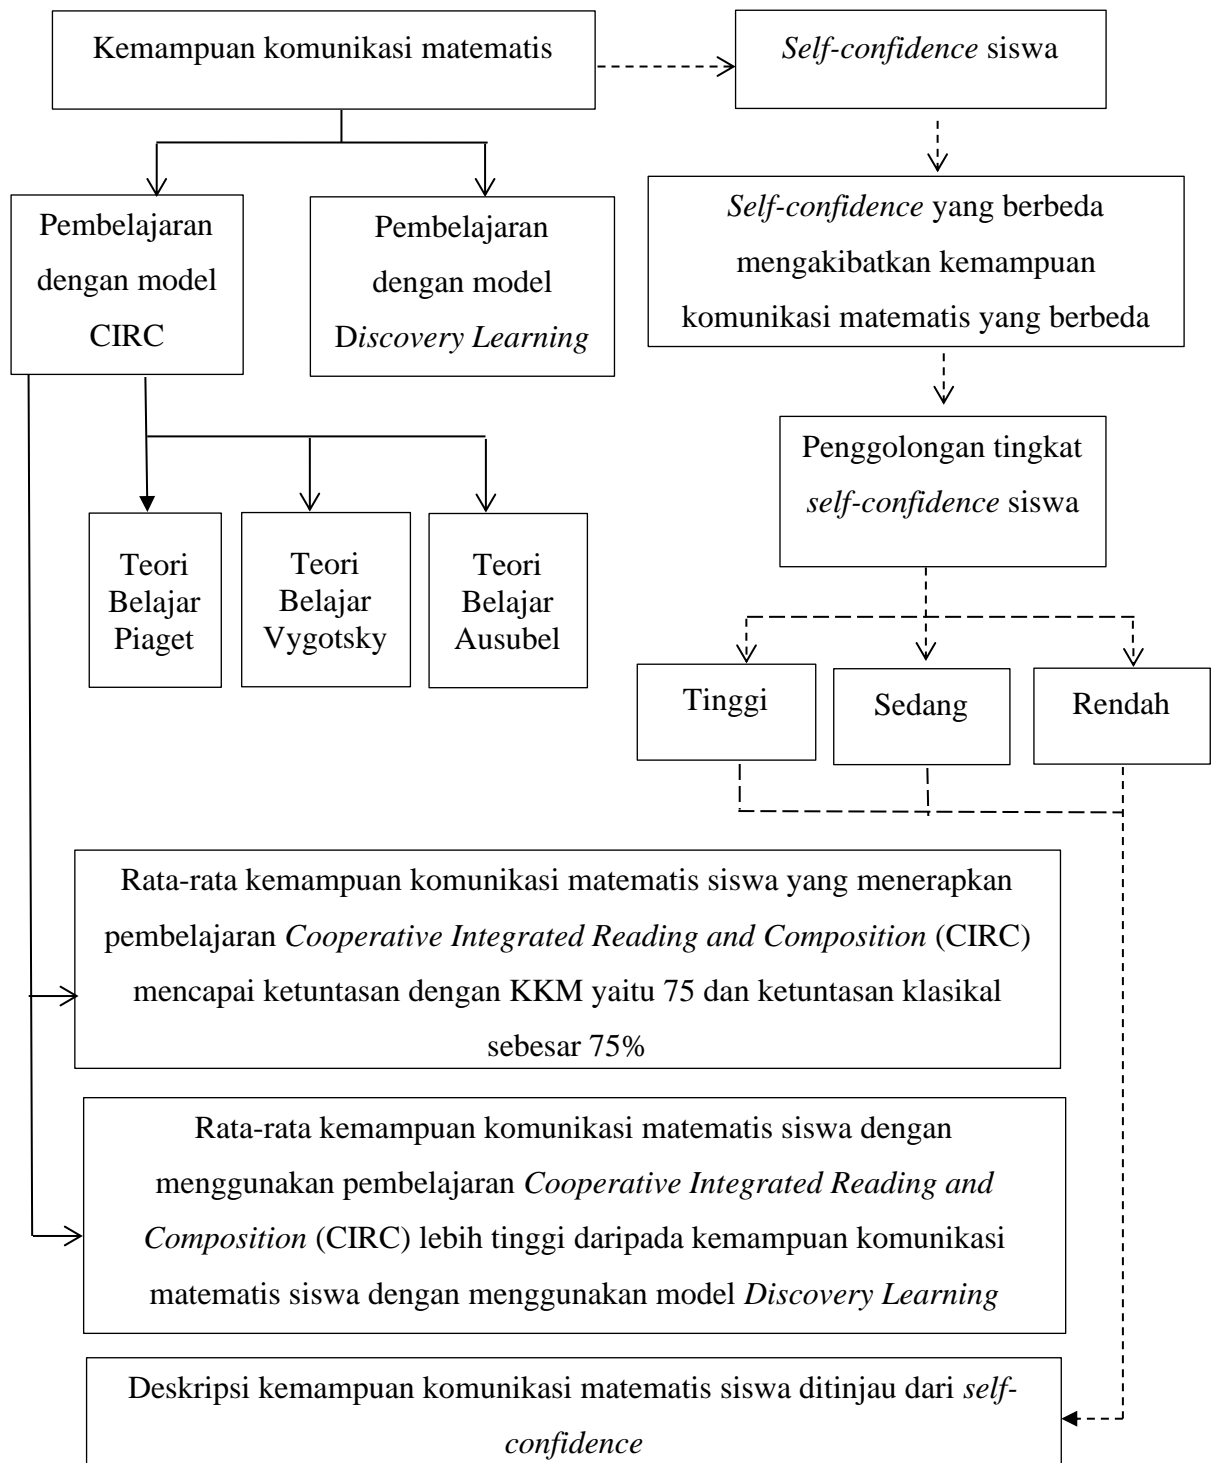 Kemampuan komunikasi matematis
Self-confidence siswa
Pembelajaran
dengan model
CIRC
Pembelajaran
dengan model
Discovery Learning
Self-confidence yang berbeda
mengakibatkan kemampuan
komunikasi matematis yang berbeda
Penggolongan tingkat
self-confidence siswa
Teori
Belajar
Piaget
Teori
Belajar
Vygotsky
Teori
Belajar
Ausubel
Tinggi
Sedang
Rendah
Rata-rata kemampuan komunikasi matematis siswa yang menerapkan
pembelajaran Cooperative Integrated Reading and Composition (CIRC)
mencapai ketuntasan dengan KKM yaitu 75 dan ketuntasan klasikal
sebesar 75%
Rata-rata kemampuan komunikasi matematis siswa dengan
menggunakan pembelajaran Cooperative Integrated Reading and
Composition (CIRC) lebih tinggi daripada kemampuan komunikasi
matematis siswa dengan menggunakan model Discovery Learning
Deskripsi kemampuan komunikasi matematis siswa ditinjau dari self-
confidence